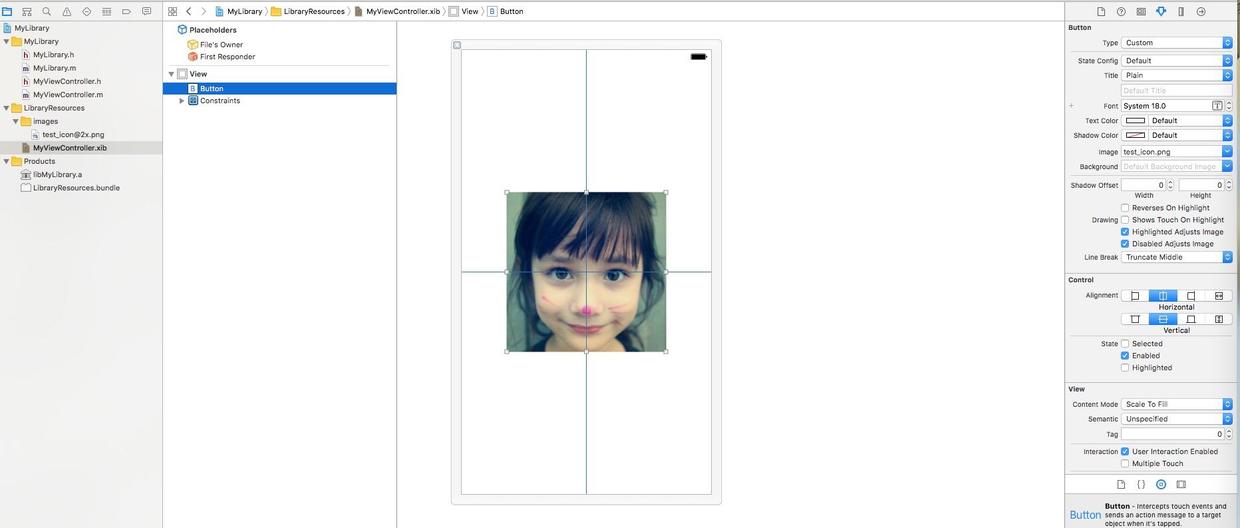 MyLibrary
MyLibrary
MyLibrary.h
MyLibrary.m
MyViewController.h
MyViewController.m
LibraryResources
images
test_icon@2x.png
MyViewController.xib
Products
libMyLibrary.a
LibraryResources.bundle
MyLibrary
LibraryResources
MyViewController.xib
View
B Button
Placeholders
File's Owner
First Responder
View
B Button
Constraints
Button
Type Custom
State Config Default
Title Plain
Default Title
+ Font System 18.0 T
Text Color Default
Shadow Color Default
Image test_icon.png
Background Default Background Image
Shadow Offset 0 0
Width Height
Reverses On Highlight
Drawing Shows Touch On Highlight
Highlighted Adjusts Image
Disabled Adjusts Image
Line Break Truncate Middle
Control
Alignment
Horizontal
Vertical
State Selected
Enabled
Highlighted
View
Content Mode Scale To Fill
Semantic Unspecified
Tag 0
Interaction User Interaction Enabled
Multiple Touch
{ }
Button
Button - Intercepts touch events and
sends an action message to a target
object when it's tapped.